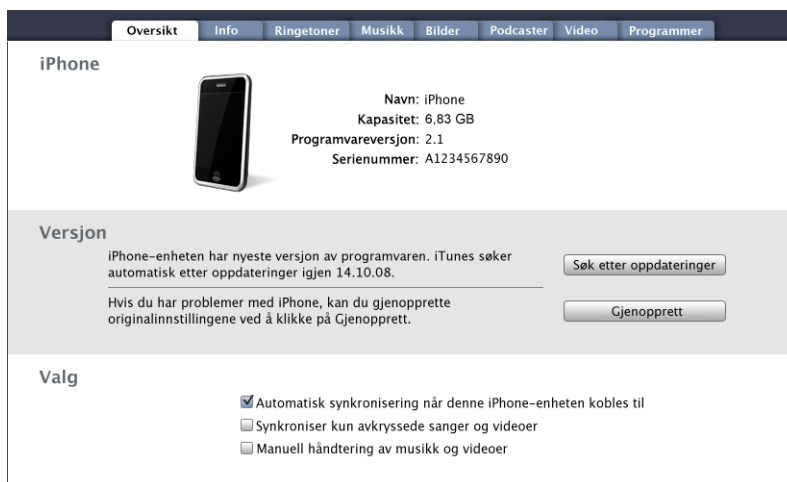 Oversikt Info Ringetoner Musikk Bilder Podcaster Video Programmer
iPhone
Navn: iPhone
Kapasitet: 6,83 GB
Programvareversjon: 2.1
Serienummer: A1234567890
Versjon
iPhone-enheten har nyeste versjon av programvaren. iTunes søker
automatisk etter oppdateringer igjen 14.10.08.
Søk etter oppdateringer
Hvis du har problemer med iPhone, kan du gjenopprette
originalinnstillingene ved å klikke på Gjenopprett.
Gjenopprett
Valg
Automatisk synkronisering når denne iPhone-enheten kobles til
Synkroniser kun avkryssede sanger og videoer
Manuell håndtering av musikk og videoer